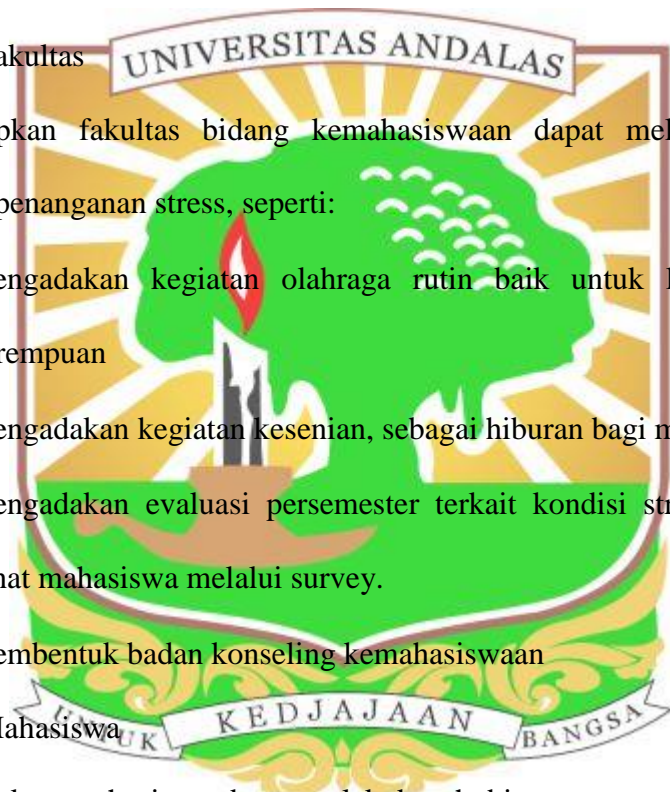 akultas
UNIVERSITAS ANDALAS
pkan fakultas bidang kemahasiswaan dapat mel
penanganan stress, seperti:
engadakan kegiatan olahraga rutin baik untuk l
rempuan
engadakan kegiatan kesenian, sebagai hiburan bagi m
engadakan evaluasi persemester terkait kondisi str
hat mahasiswa melalui survey.
embentuk badan konseling kemahasiswaan
Mahasiswa
UNTUK KEDJAJAAN BANGSA